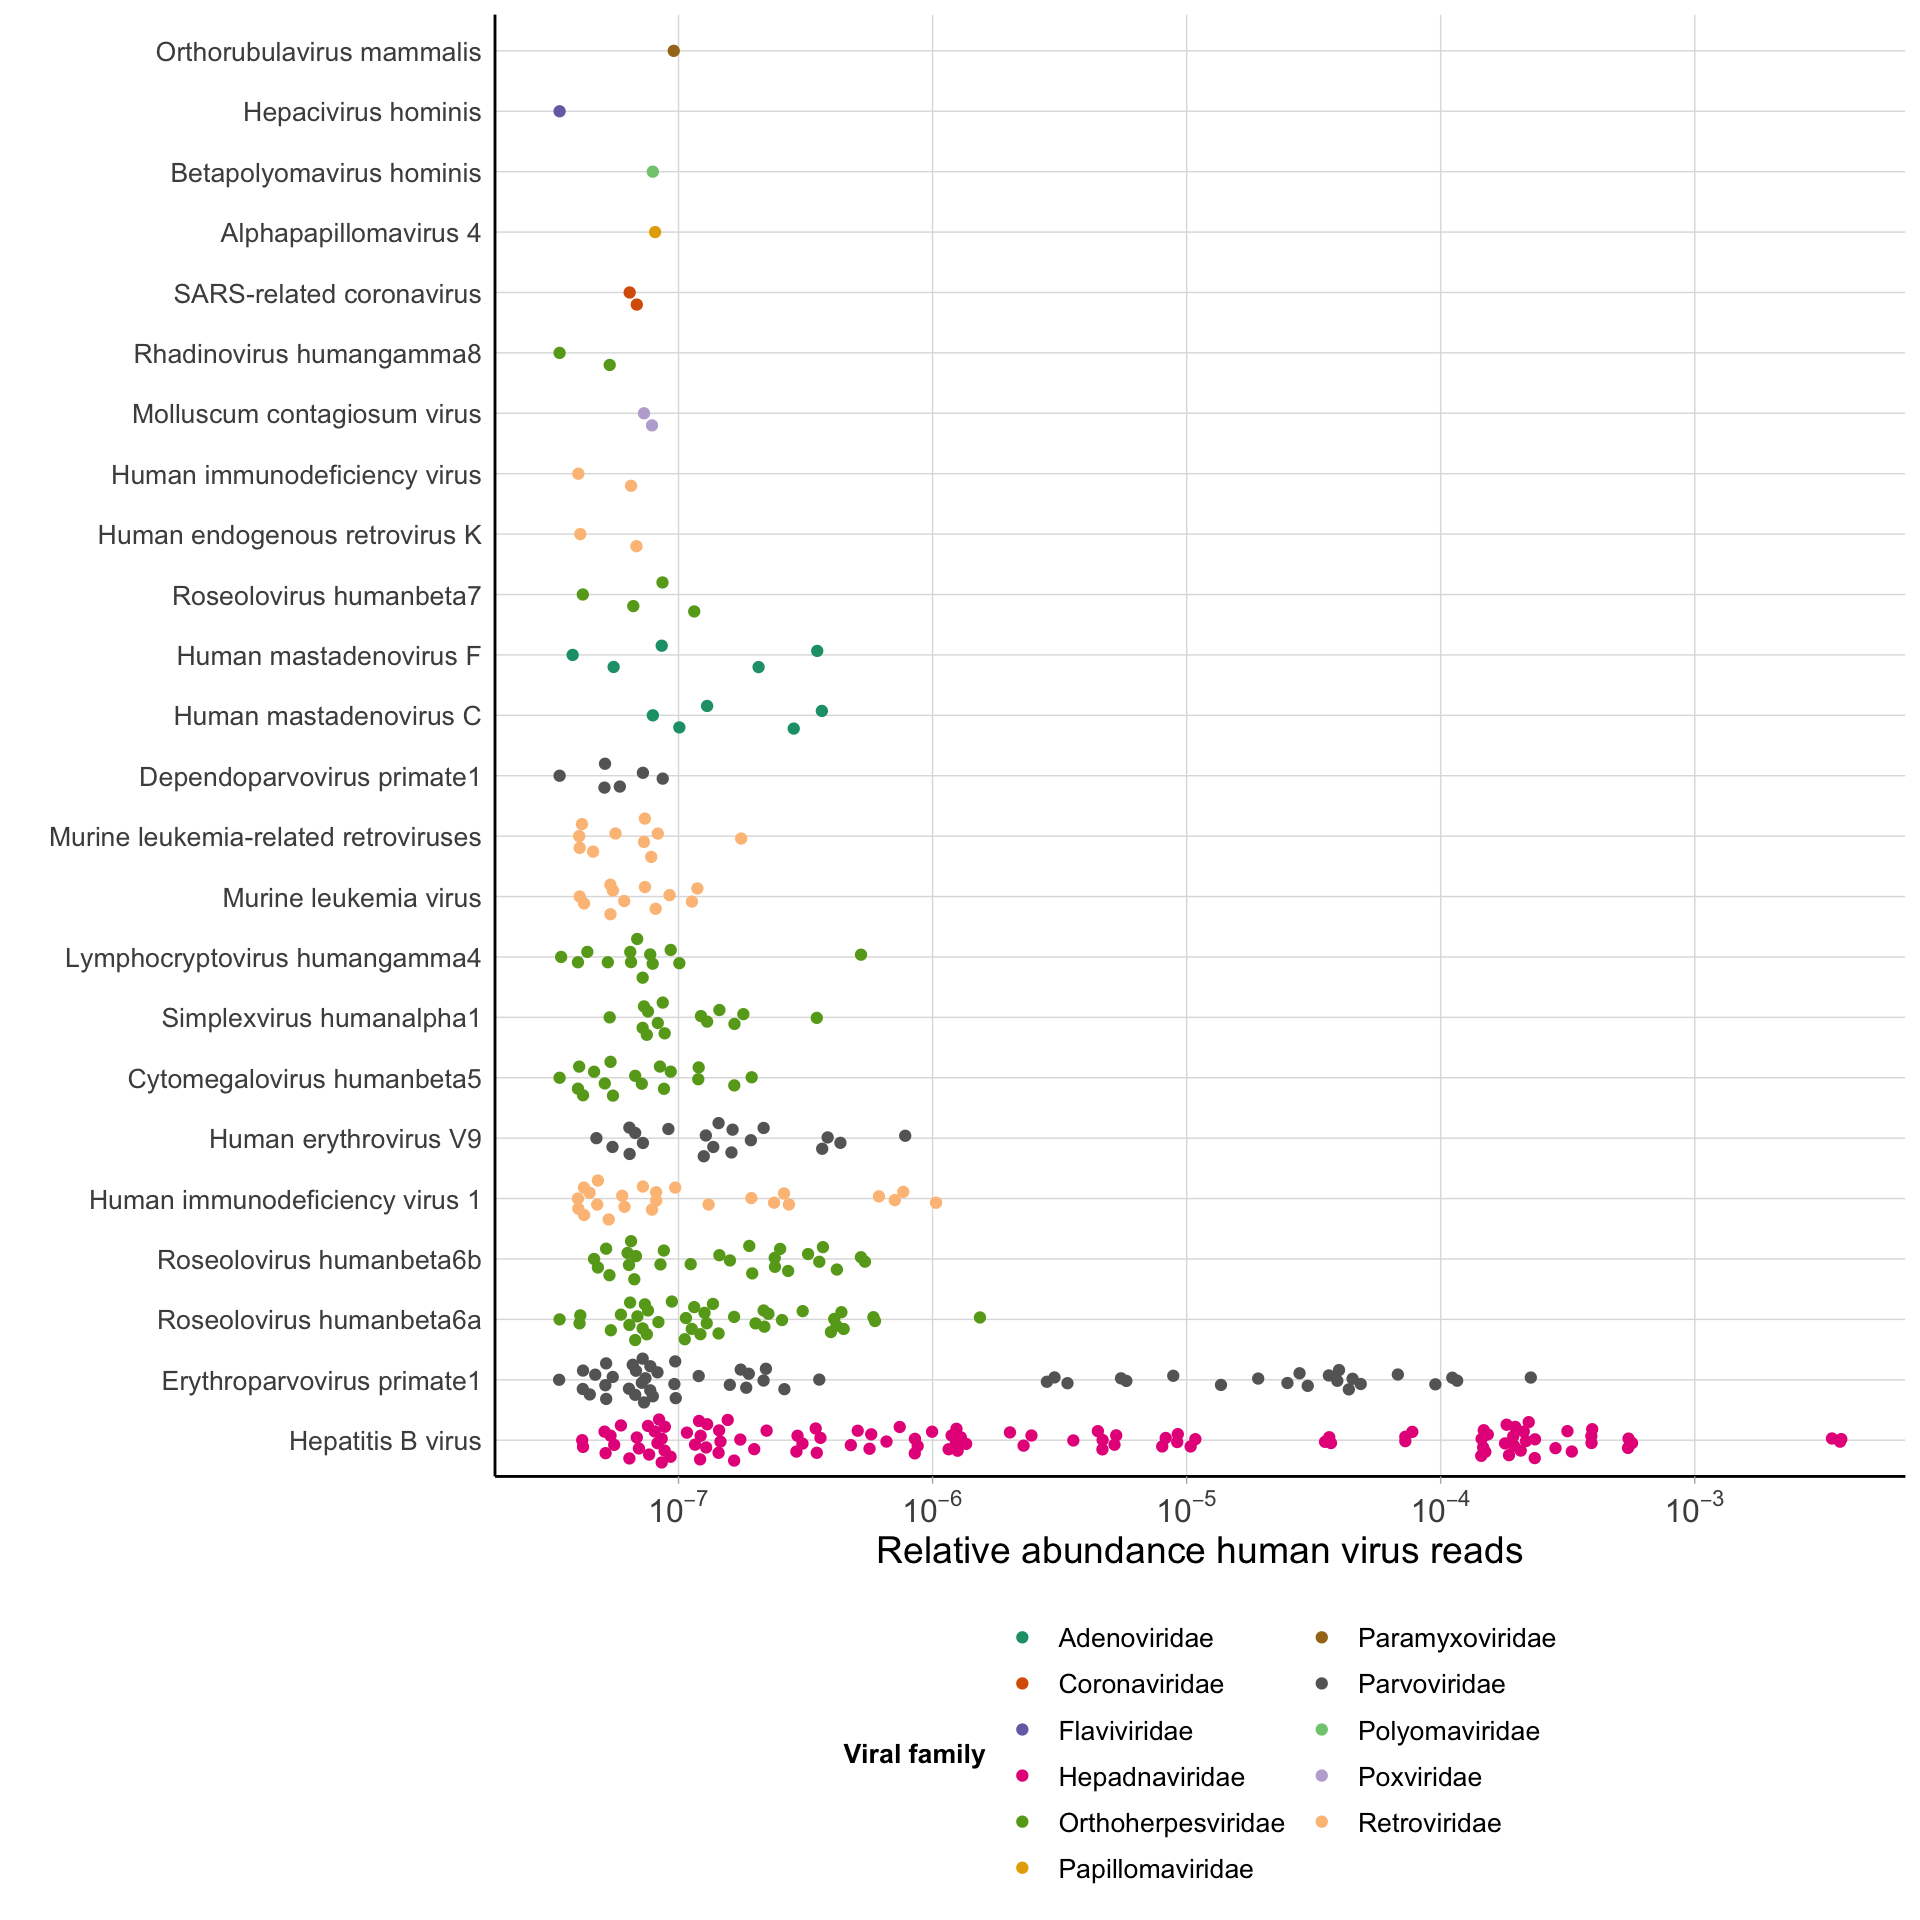 Orthorubulavirus mammalis
Hepacivirus hominis
Betapolyomavirus hominis
Alphapapillomavirus 4
SARS-related coronavirus
Rhadinovirus humangamma8
Molluscum contagiosum virus
Human immunodeficiency virus
Human endogenous retrovirus K
Roseolovirus humanbeta7
Human mastadenovirus F
Human mastadenovirus C
Dependoparvovirus primate1
Murine leukemia-related retroviruses
Murine leukemia virus
Lymphocryptovirus humangamma4
Simplexvirus humanalpha1
Cytomegalovirus humanbeta5
Human erythrovirus V9
Human immunodeficiency virus 1
Roseolovirus humanbeta6b
Roseolovirus humanbeta6a
Erythroparvovirus primate1
Hepatitis B virus
10⁻⁷ 10⁻⁶ 10⁻⁵ 10⁻⁴ 10⁻³
Relative abundance human virus reads
Viral family
Adenoviridae
Coronaviridae
Flaviviridae
Hepadnaviridae
Orthoherpesviridae
Papillomaviridae
Paramyxoviridae
Parvoviridae
Polyomaviridae
Poxviridae
Retroviridae